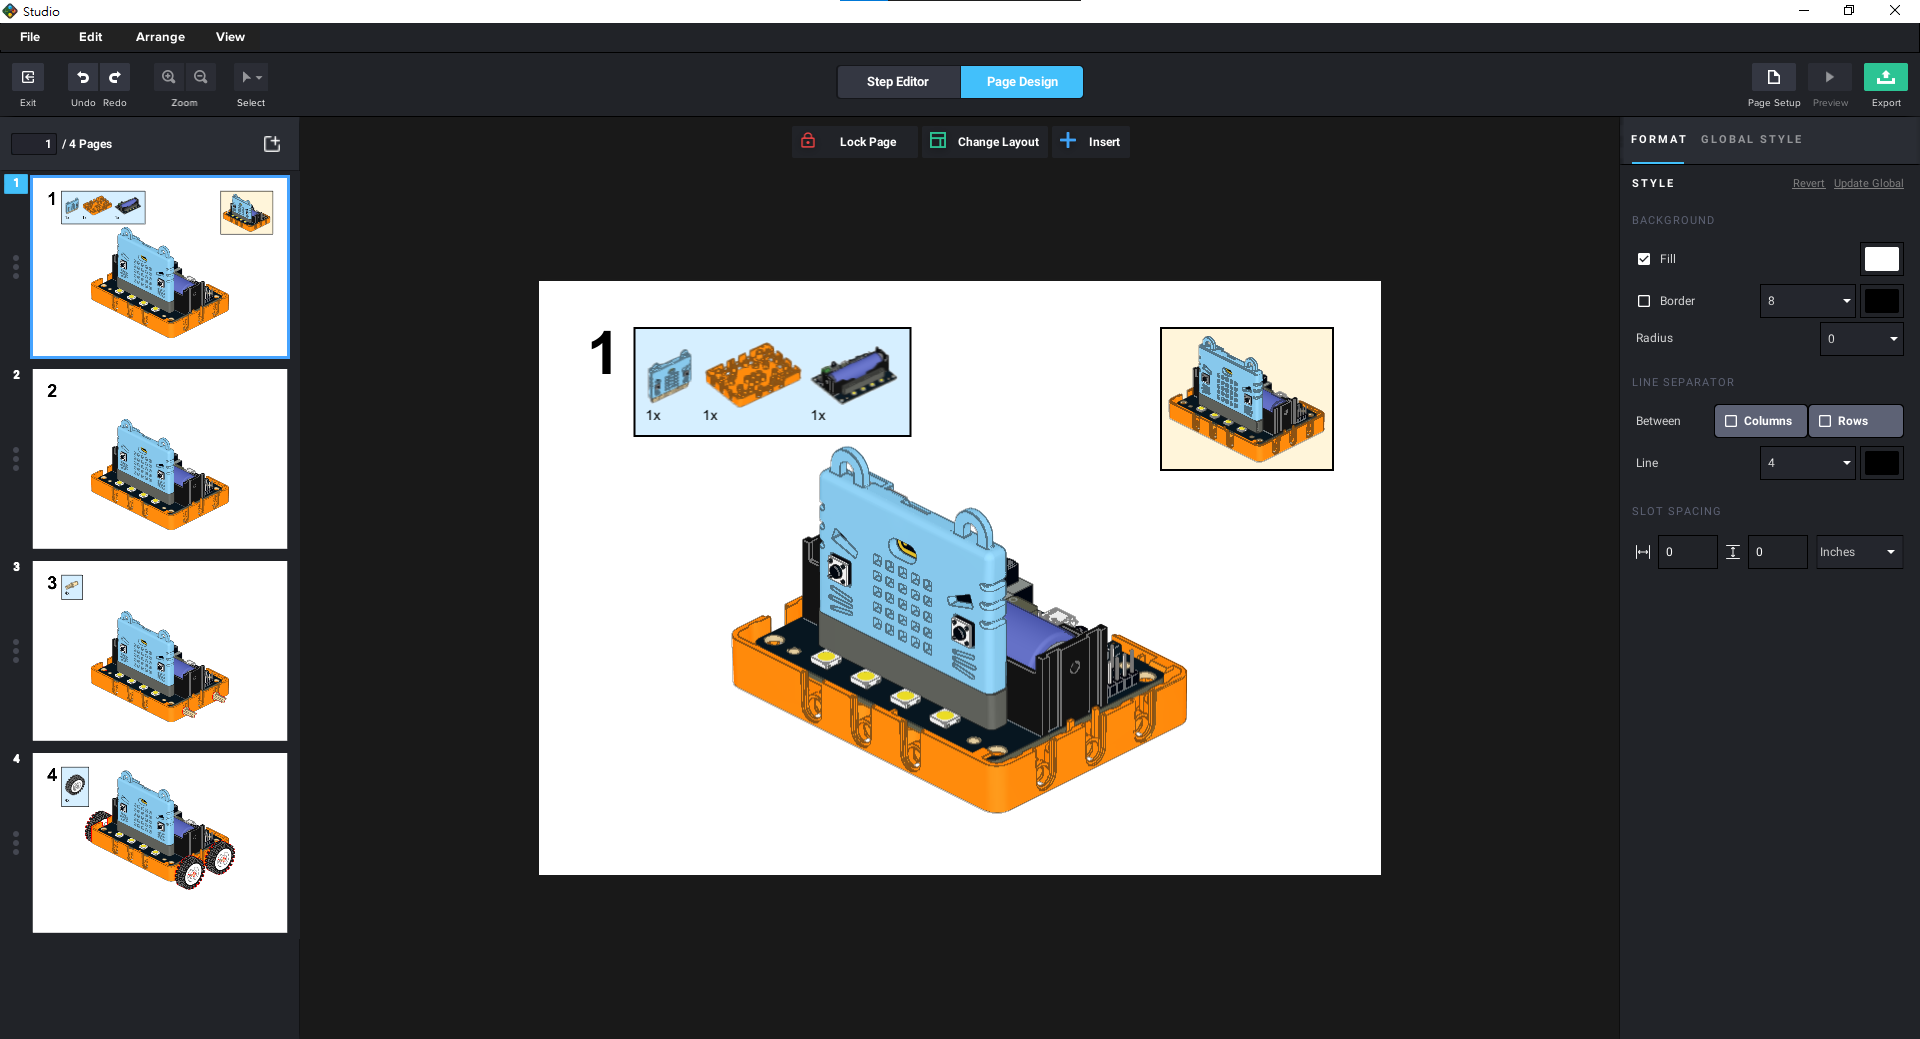 Studio
File Edit Arrange View
Exit Undo Redo Zoom Select
Step Editor Page Design
Page Setup Preview Export
1 / 4 Pages
Lock Page Change Layout Insert
FORMAT GLOBAL STYLE
STYLE Revert Update Global
BACKGROUND
Fill
Border 8
Radius 0
LINE SEPARATOR
Between Columns Rows
Line 4
SLOT SPACING
0 0 Inches
1
1
2
2
3
3
4
4
1
1x 1x 1x